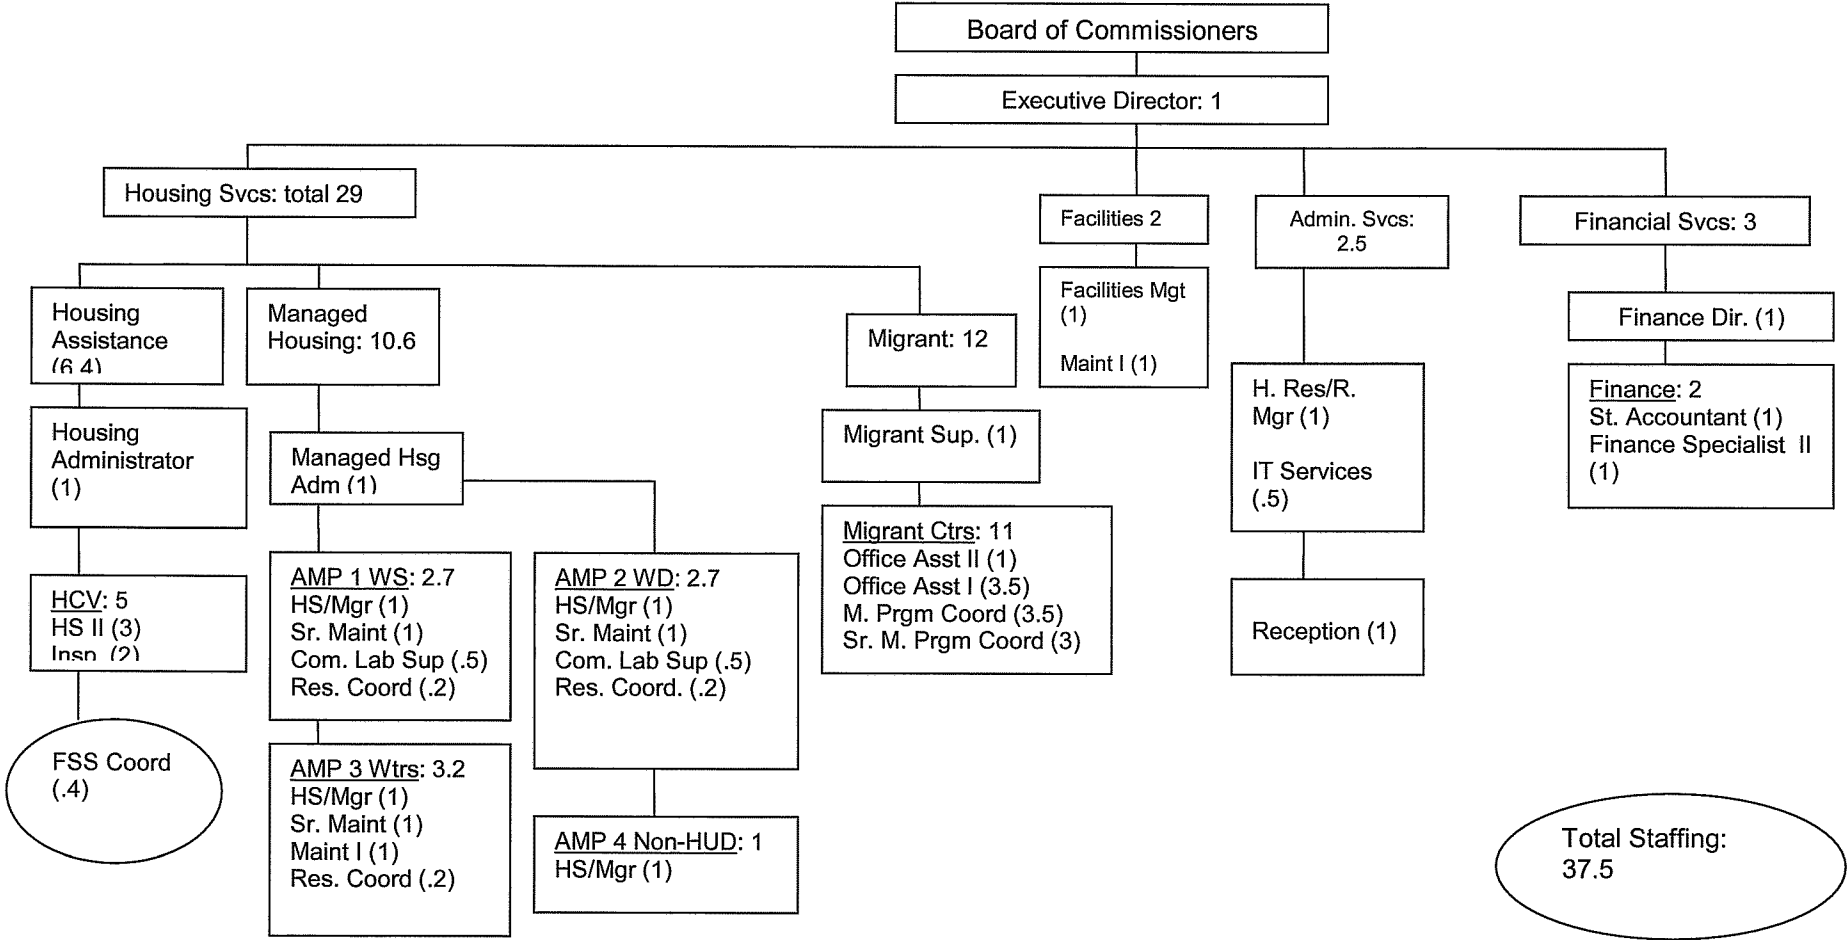 Board of Commissioners
Executive Director: 1
Housing Svcs: total 29
Facilities 2
Admin. Svcs:
2.5
Financial Svcs: 3
Housing
Assistance
(6.4)
Managed
Housing: 10.6
Migrant: 12
Facilities Mgt
(1)
Maint I (1)
Finance Dir. (1)
Housing
Administrator
(1)
Managed Hsg
Adm (1)
Migrant Sup. (1)
H. Res/R.
Mgr (1)
IT Services
(.5)
Finance: 2
St. Accountant (1)
Finance Specialist II
(1)
HCV: 5
HS II (3)
Insp. (2)
AMP 1 WS: 2.7
HS/Mgr (1)
Sr. Maint (1)
Com. Lab Sup (.5)
Res. Coord (.2)
AMP 2 WD: 2.7
HS/Mgr (1)
Sr. Maint (1)
Com. Lab Sup (.5)
Res. Coord. (.2)
Migrant Ctrs: 11
Office Asst II (1)
Office Asst I (3.5)
M. Prgm Coord (3.5)
Sr. M. Prgm Coord (3)
Reception (1)
FSS Coord
(.4)
AMP 3 Wtrs: 3.2
HS/Mgr (1)
Sr. Maint (1)
Maint I (1)
Res. Coord (.2)
AMP 4 Non-HUD: 1
HS/Mgr (1)
Total Staffing:
37.5